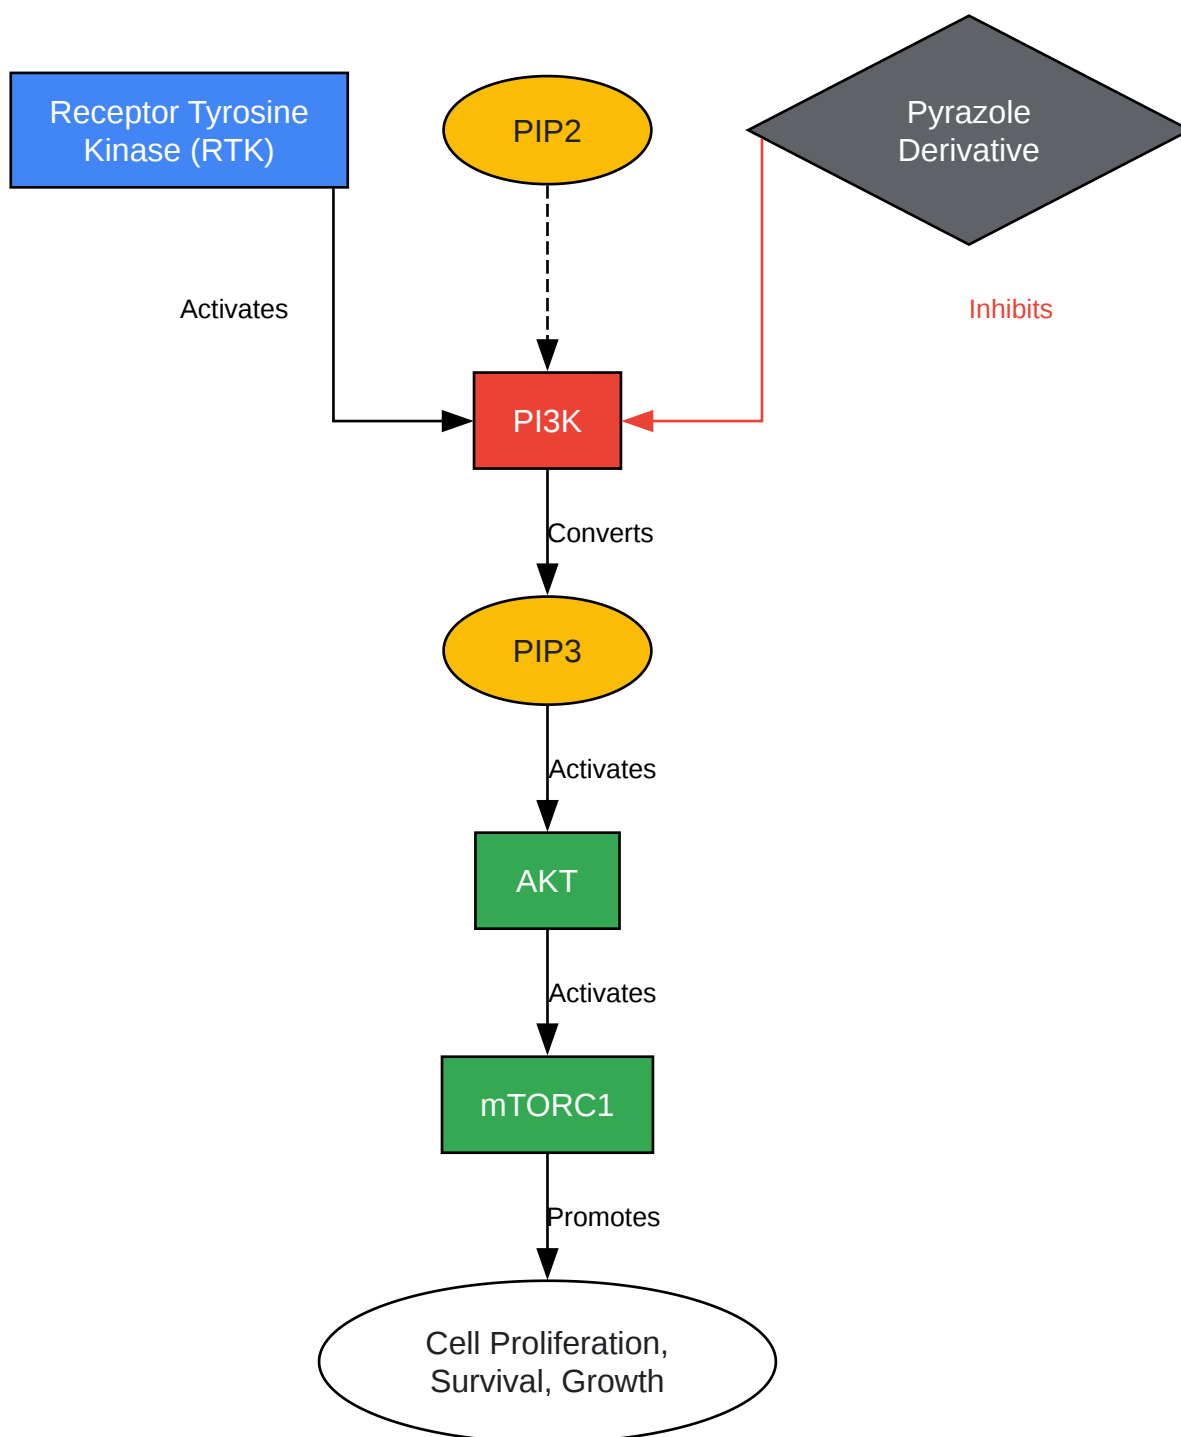 Receptor Tyrosine
Kinase (RTK)
PIP2
Pyrazole
Derivative
Activates
Inhibits
PI3K
Converts
PIP3
Activates
AKT
Activates
mTORC1
Promotes
Cell Proliferation,
Survival, Growth